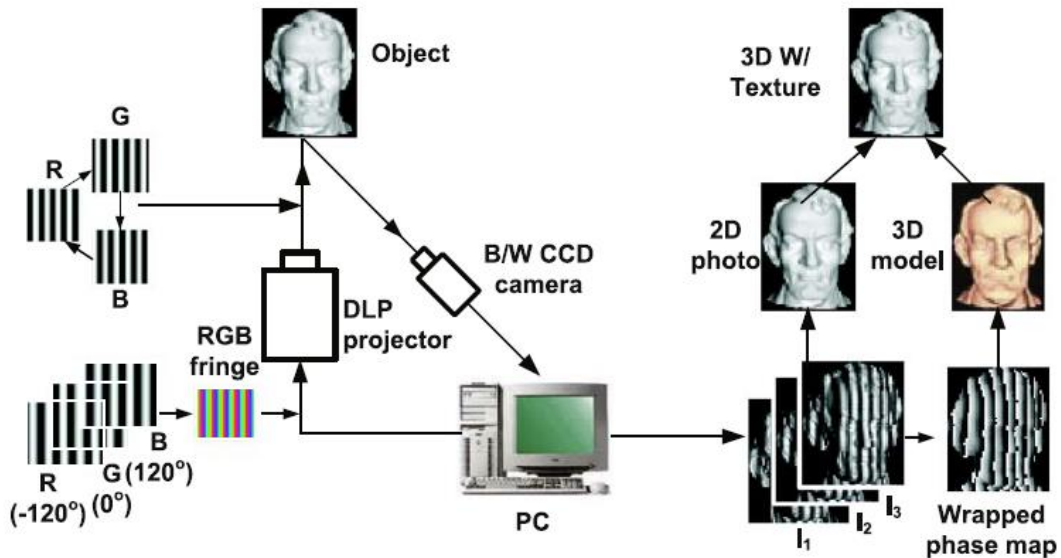 Object
3D W/
Texture
G
R
B
2D
photo
3D
model
B/W CCD
camera
DLP
projector
RGB
fringe
B
G (120°)
R (0°)
(-120°)
PC
I₁
I₂
I₃
Wrapped
phase map